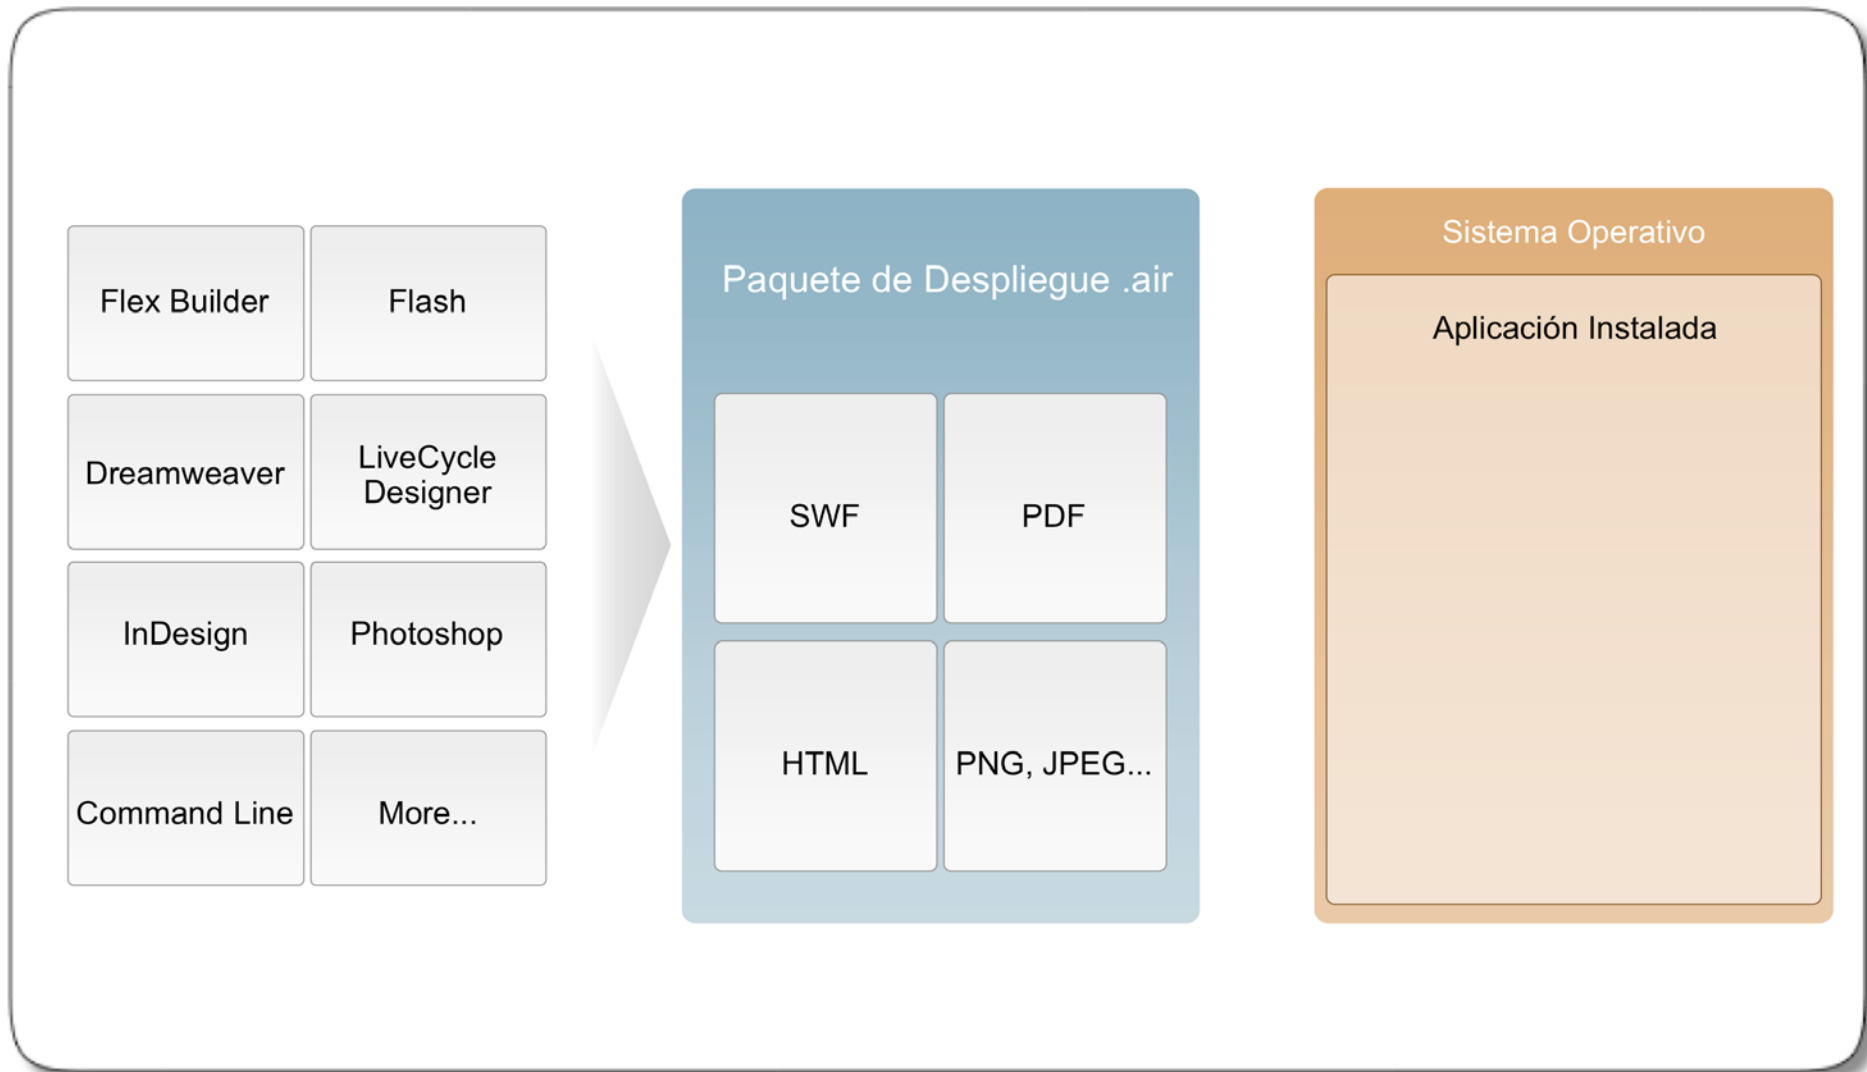 Flex Builder
Flash
Dreamweaver
LiveCycle
Designer
InDesign
Photoshop
Command Line
More...
Paquete de Despliegue .air
SWF
PDF
HTML
PNG, JPEG...
Sistema Operativo
Aplicación Instalada